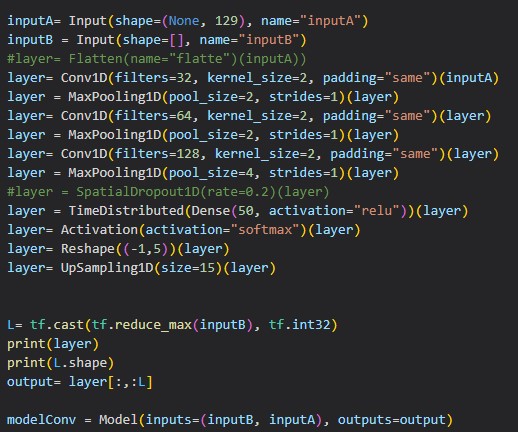 inputA= Input(shape=(None, 129), name="inputA")
inputB = Input(shape=[], name="inputB")
#layer= Flatten(name="flatte")(inputA))
layer= Conv1D(filters=32, kernel_size=2, padding="same")(inputA)
layer = MaxPooling1D(pool_size=2, strides=1)(layer)
layer= Conv1D(filters=64, kernel_size=2, padding="same")(layer)
layer = MaxPooling1D(pool_size=2, strides=1)(layer)
layer= Conv1D(filters=128, kernel_size=2, padding="same")(layer)
layer = MaxPooling1D(pool_size=4, strides=1)(layer)
#layer = SpatialDropout1D(rate=0.2)(layer)
layer = TimeDistributed(Dense(50, activation="relu"))(layer)
layer= Activation(activation="softmax")(layer)
layer= Reshape((-1,5))(layer)
layer= UpSampling1D(size=15)(layer)
L= tf.cast(tf.reduce_max(inputB), tf.int32)
print(layer)
print(L.shape)
output= layer[:,:L]
modelConv = Model(inputs=(inputB, inputA), outputs=output)